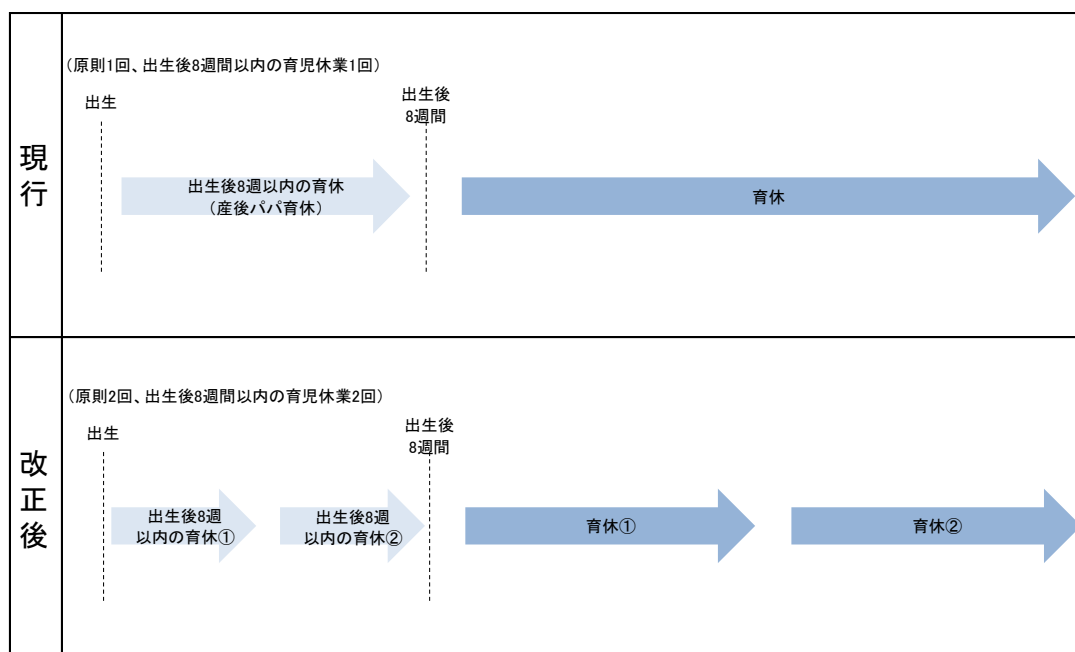 現行
(原則1回、出生後8週間以内の育児休業1回)
出生
出生後
8週間
出生後8週以内の育休
(産後パパ育休)
育休
改正後
(原則2回、出生後8週間以内の育児休業2回)
出生
出生後
8週間
出生後8週
以内の育休①
出生後8週
以内の育休②
育休①
育休②